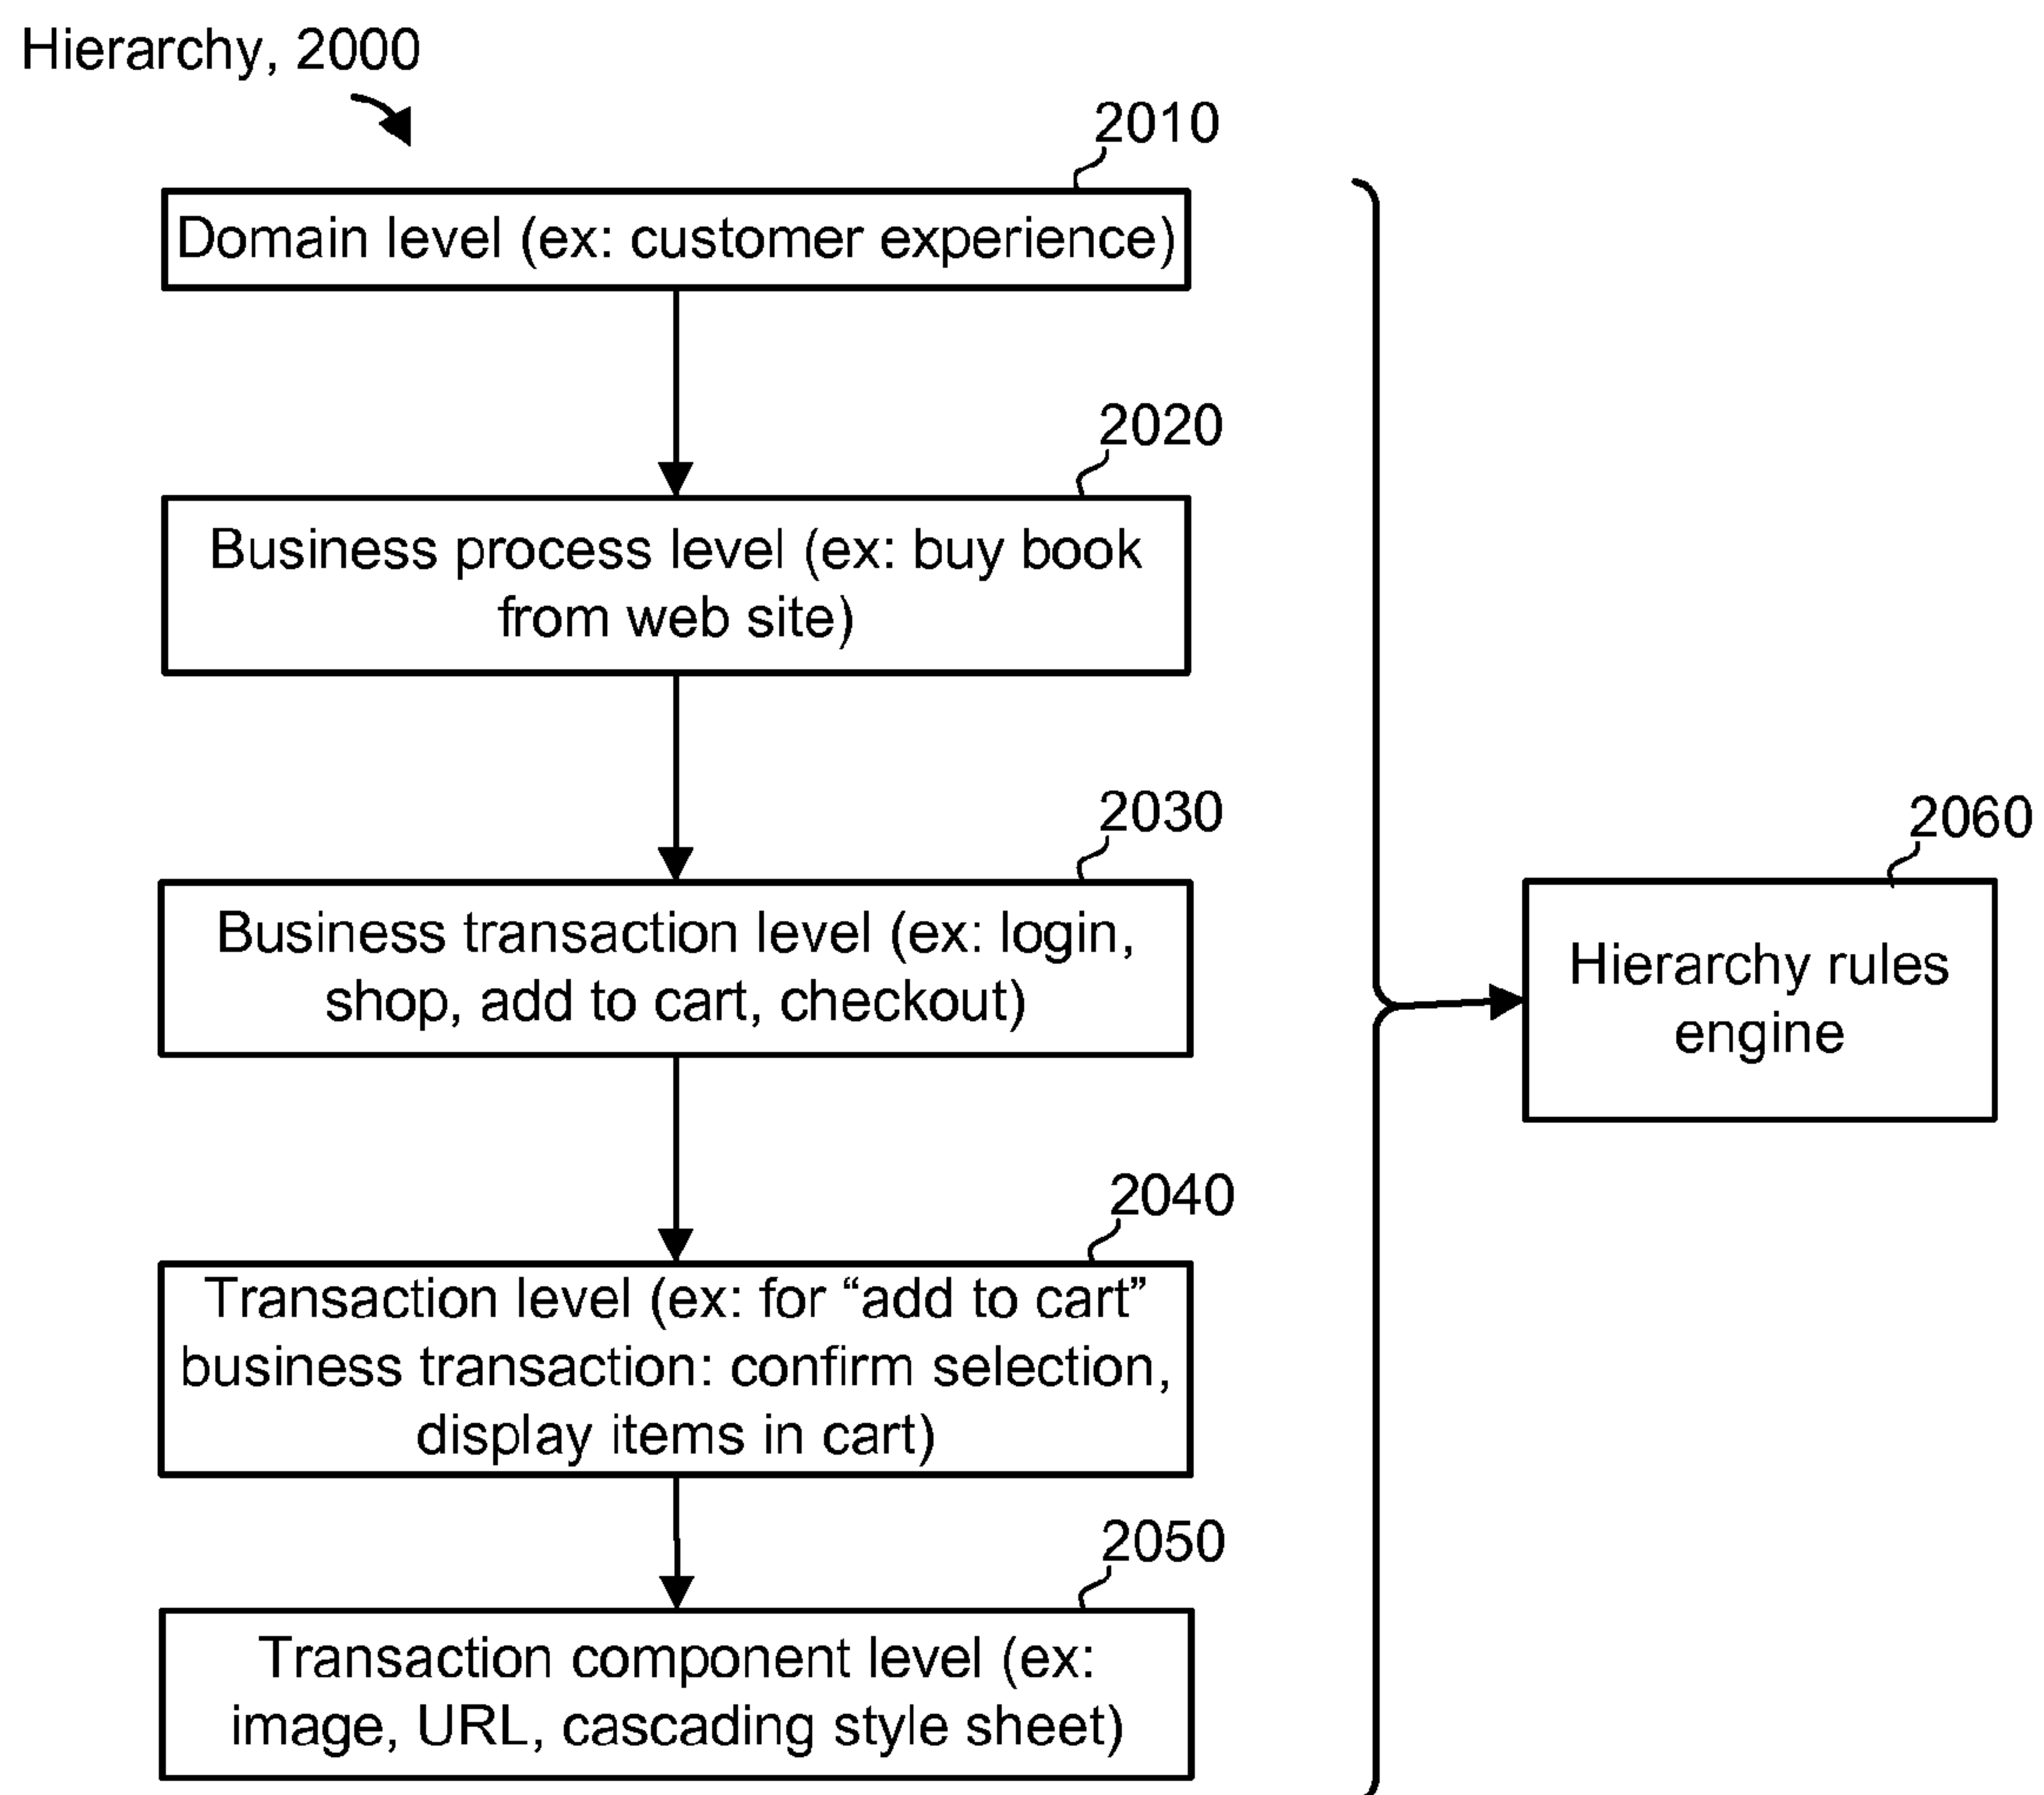 Hierarchy, 2000
2010
Domain level (ex: customer experience)
2020
Business process level (ex: buy book
from web site)
2030
Business transaction level (ex: login,
shop, add to cart, checkout)
2060
Hierarchy rules
engine
2040
Transaction level (ex: for “add to cart”
business transaction: confirm selection,
display items in cart)
2050
Transaction component level (ex:
image, URL, cascading style sheet)